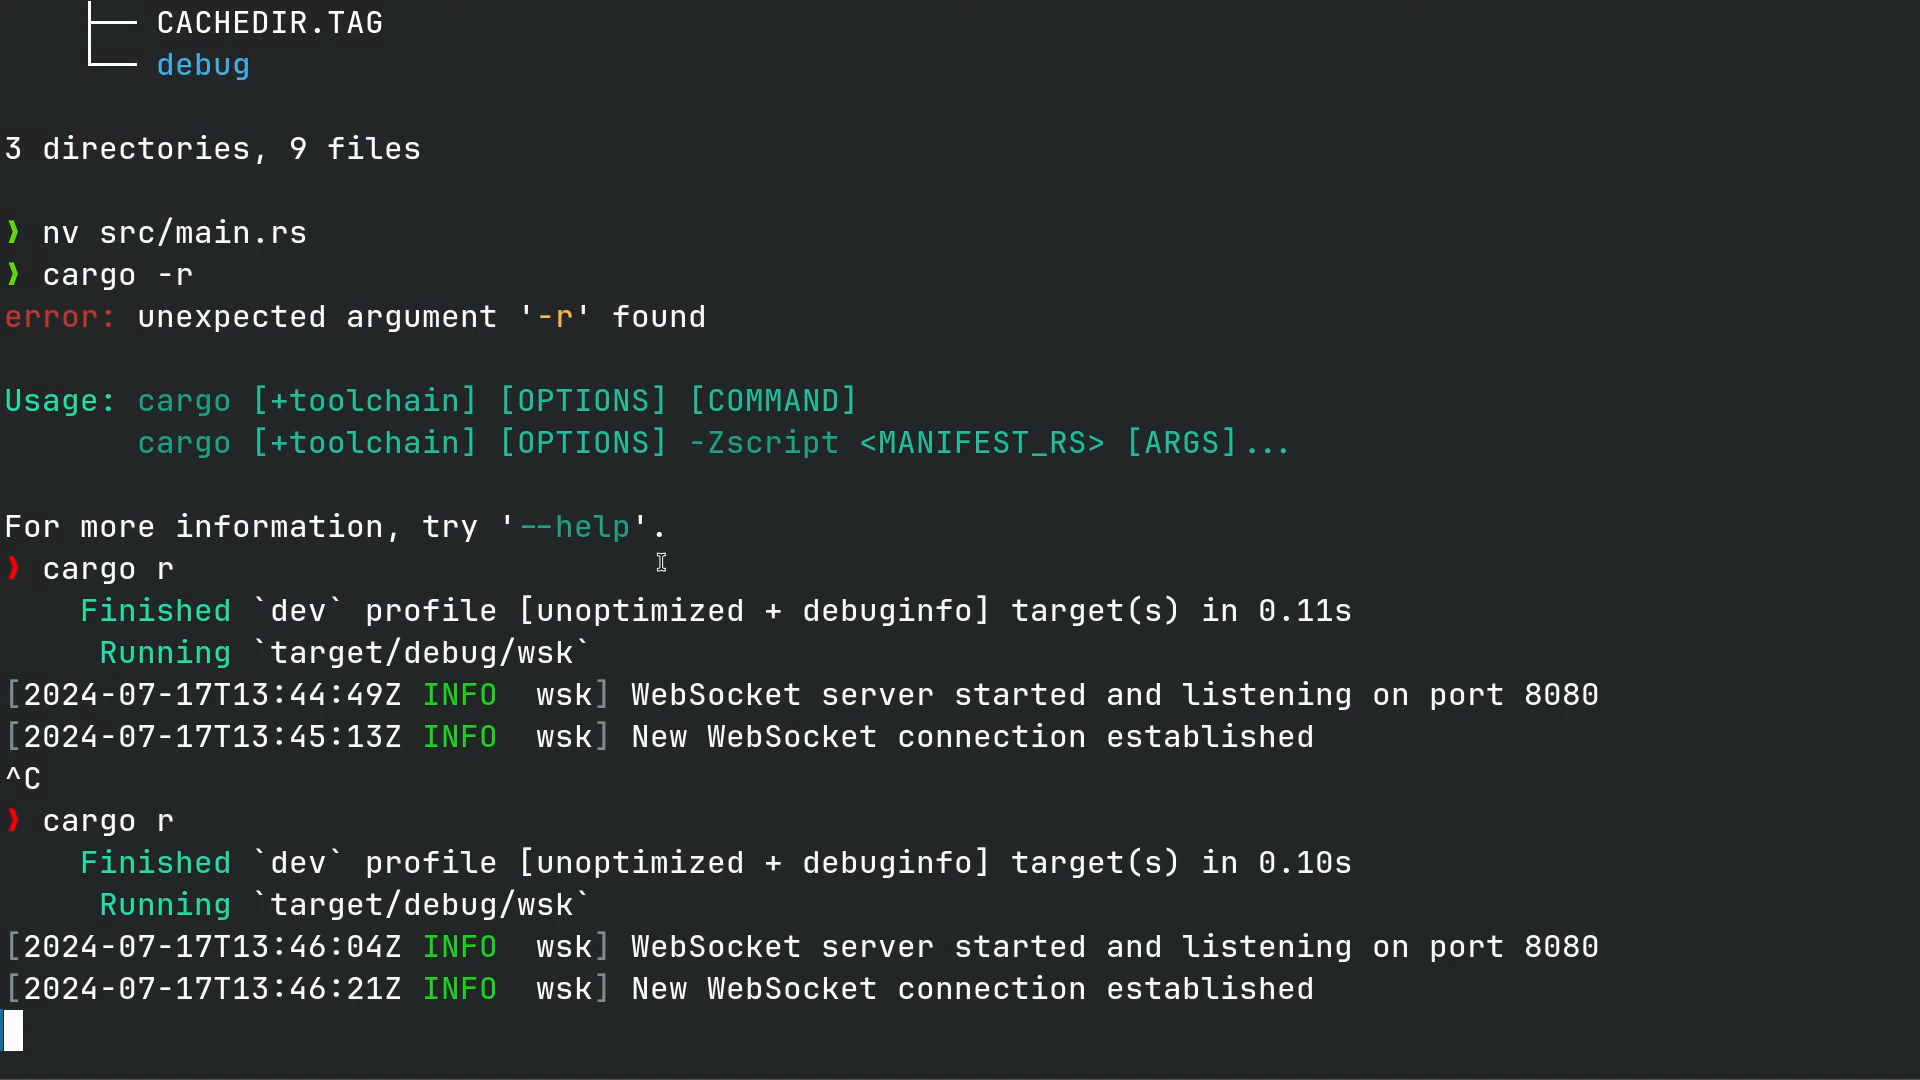 ├── CACHEDIR.TAG
└── debug
3 directories, 9 files
❯ nv src/main.rs
❯ cargo -r
error: unexpected argument '-r' found
Usage: cargo [+toolchain] [OPTIONS] [COMMAND]
       cargo [+toolchain] [OPTIONS] -Zscript <MANIFEST_RS> [ARGS]...
For more information, try '--help'.
❯ cargo r
    Finished `dev` profile [unoptimized + debuginfo] target(s) in 0.11s
     Running `target/debug/wsk`
[2024-07-17T13:44:49Z INFO  wsk] WebSocket server started and listening on port 8080
[2024-07-17T13:45:13Z INFO  wsk] New WebSocket connection established
^C
❯ cargo r
    Finished `dev` profile [unoptimized + debuginfo] target(s) in 0.10s
     Running `target/debug/wsk`
[2024-07-17T13:46:04Z INFO  wsk] WebSocket server started and listening on port 8080
[2024-07-17T13:46:21Z INFO  wsk] New WebSocket connection established